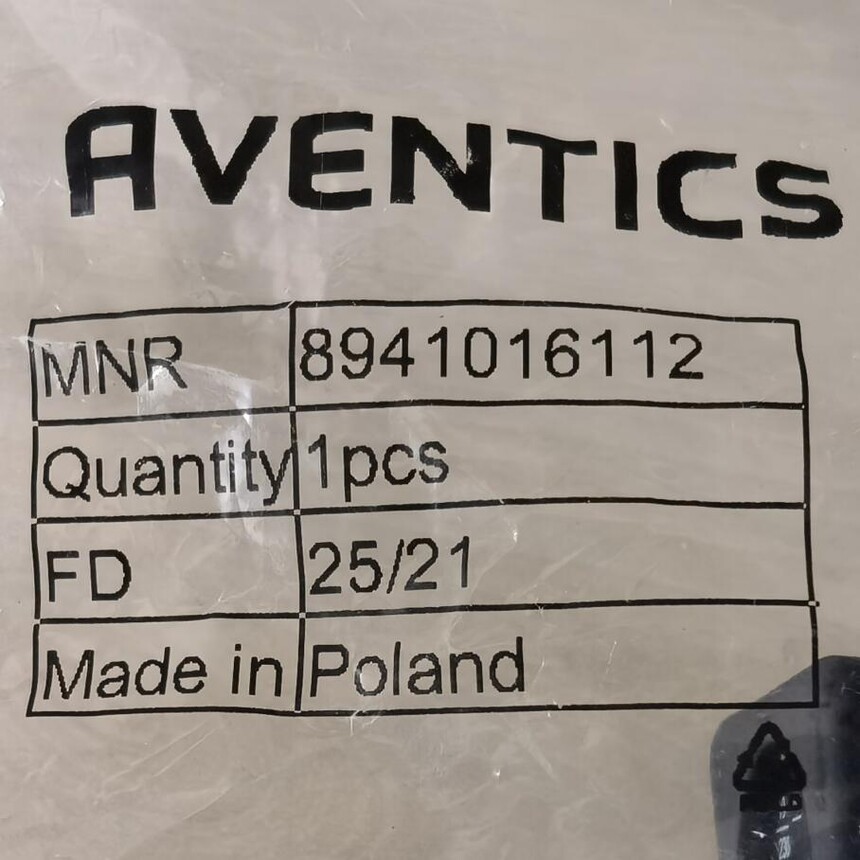 AVENTICS
MNR 8941016112
Quantity 1pcs
FD 25/21
Made in Poland